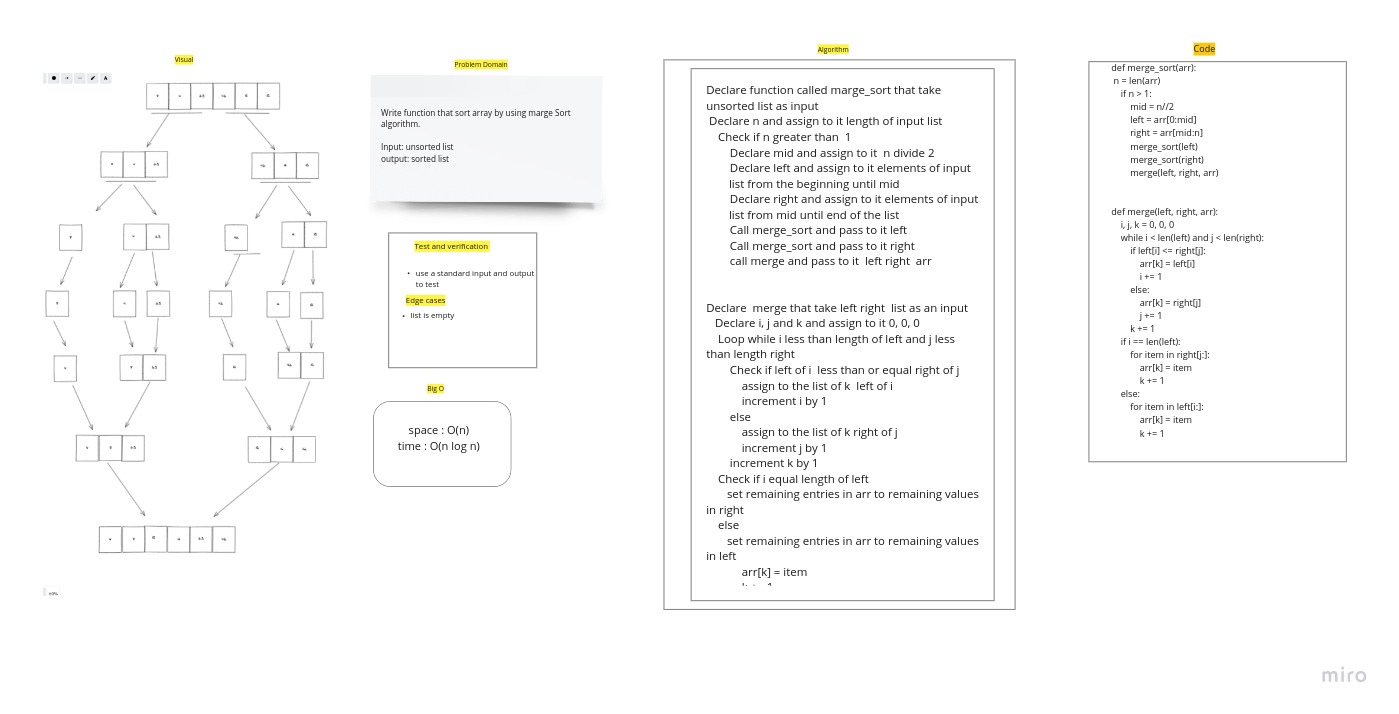 Visual
Problem Domain
Write function that sort array by using marge Sort
algorithm.
Input: unsorted list
output: sorted list
Test and verification
• use a standard input and output
to test
Edge cases
• list is empty
Big O
space : O(n)
time : O(n log n)
Algorithm
Declare function called marge_sort that take
unsorted list as input
Declare n and assign to it length of input list
Check if n greater than 1
Declare mid and assign to it n divide 2
Declare left and assign to it elements of input
list from the beginning until mid
Declare right and assign to it elements of input
list from mid until end of the list
Call merge_sort and pass to it left
Call merge_sort and pass to it right
call merge and pass to it left right arr
Declare merge that take left right list as an input
Declare i, j and k and assign to it 0, 0, 0
Loop while i less than length of left and j less
than length right
Check if left of i less than or equal right of j
assign to the list of k left of i
increment i by 1
else
assign to the list of k right of j
increment j by 1
increment k by 1
Check if i equal length of left
set remaining entries in arr to remaining values
in right
else
set remaining entries in arr to remaining values
in left
arr[k] = item
Code
def merge_sort(arr):
n = len(arr)
if n > 1:
mid = n//2
left = arr[0:mid]
right = arr[mid:n]
merge_sort(left)
merge_sort(right)
merge(left, right, arr)
def merge(left, right, arr):
i, j, k = 0, 0, 0
while i < len(left) and j < len(right):
if left[i] <= right[j]:
arr[k] = left[i]
i += 1
else:
arr[k] = right[j]
j += 1
k += 1
if i == len(left):
for item in right[j:]:
arr[k] = item
k += 1
else:
for item in left[i:]:
arr[k] = item
k += 1
miro